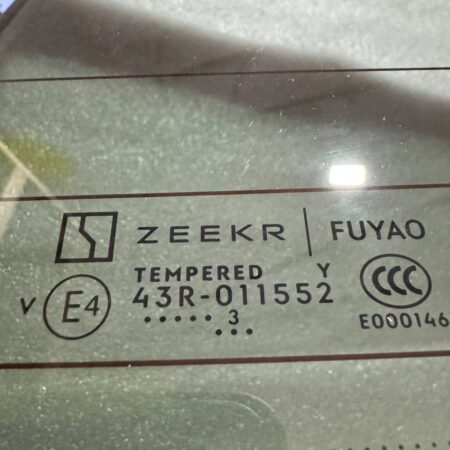 ZEEKR | FUYAO
TEMPERED Y
V E4 43R-011552 CCC
..... 3 E000146
...